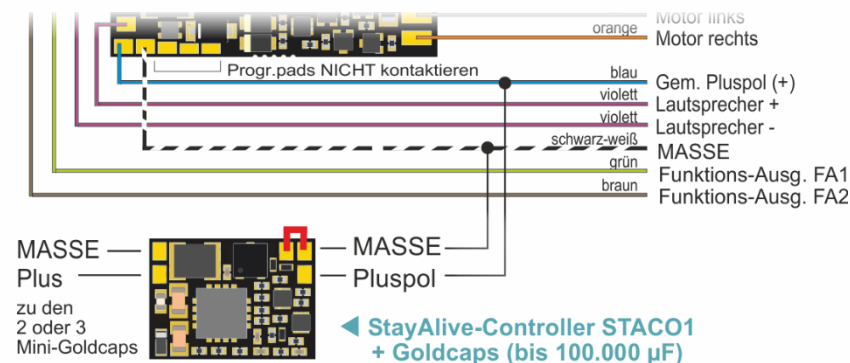 Motor links
orange
Motor rechts
Progr.pads NICHT kontaktieren
blau
Gem. Pluspol (+)
violett
Lautsprecher +
violett
Lautsprecher -
schwarz-weiß
MASSE
grün
Funktions-Ausg. FA1
braun
Funktions-Ausg. FA2
MASSE
MASSE
Plus
Pluspol
zu den
2 oder 3
Mini-Goldcaps
StayAlive-Controller STACO1
+ Goldcaps (bis 100.000 µF)